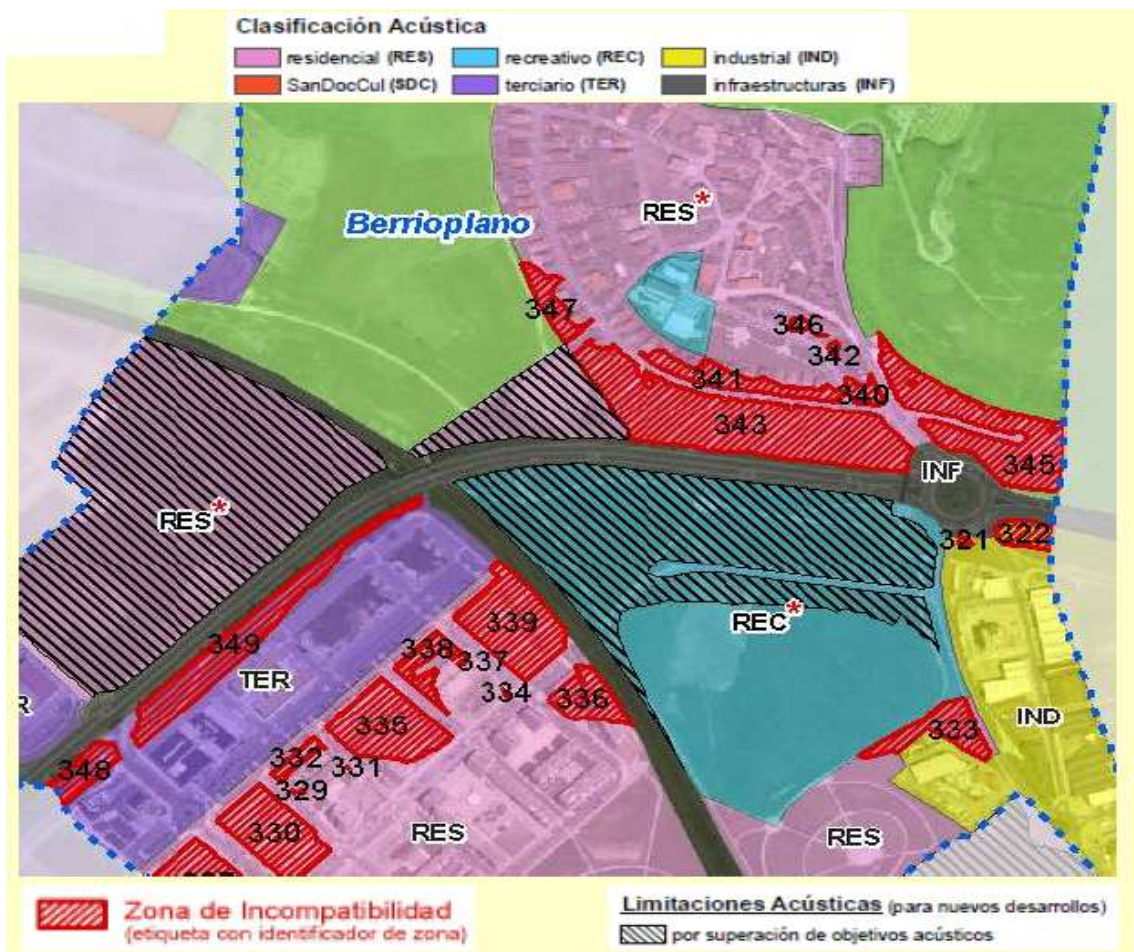 Clasificación Acústica
residencial (RES) recreativo (REC) industrial (IND)
SanDocCul (SDC) terciario (TER) infraestructuras (INF)
RES*
Berrioplano
347
346
342
341
340
343
345
INF
RES*
321
322
REC*
339
338
337
349
TER
334
336
R
335
333
IND
332
348
331
329
330
RES
RES
Zona de Incompatibilidad
(etiqueta con identificador de zona)
Limitaciones Acústicas (para nuevos desarrollos)
por superación de objetivos acústicos